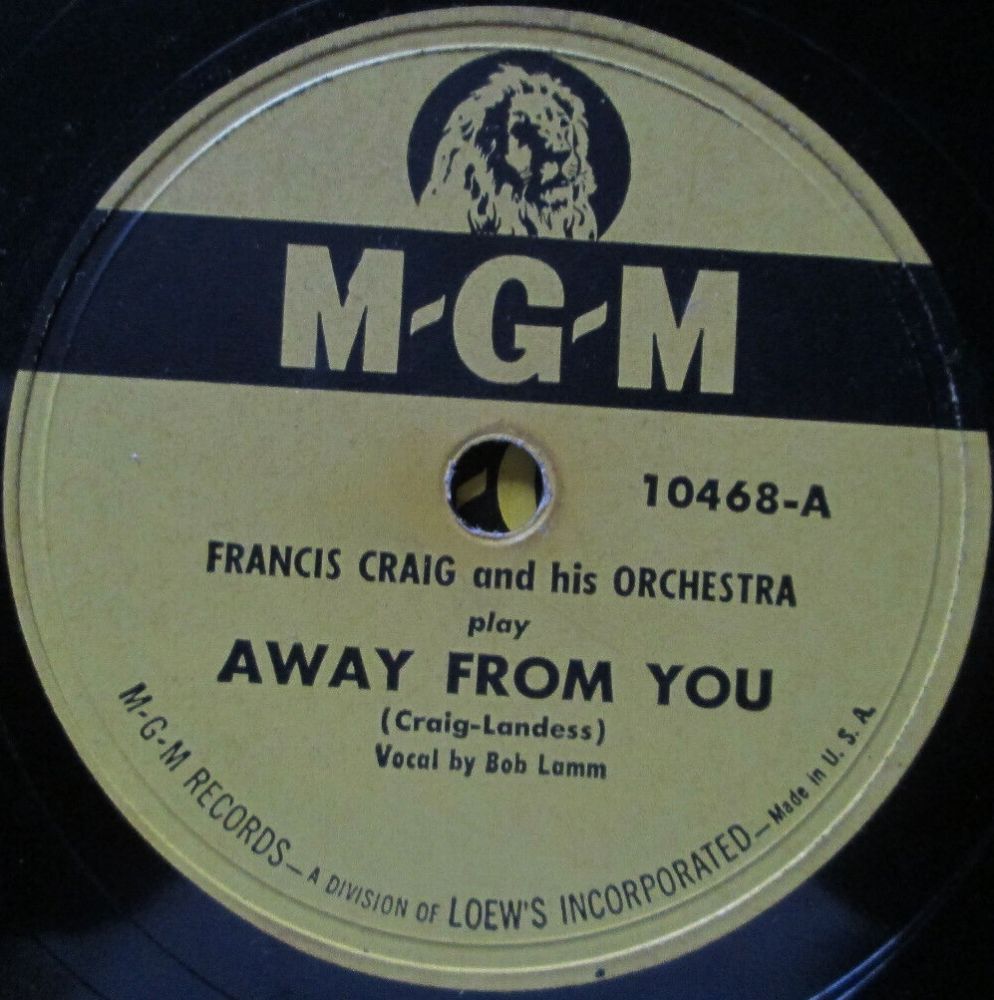 M-G-M
10468-A
FRANCIS CRAIG and his ORCHESTRA
play
AWAY FROM YOU
(Craig-Landess)
Vocal by Bob Lamm
M-G-M RECORDS—A DIVISION OF LOEW'S INCORPORATED—Made in U. S. A.